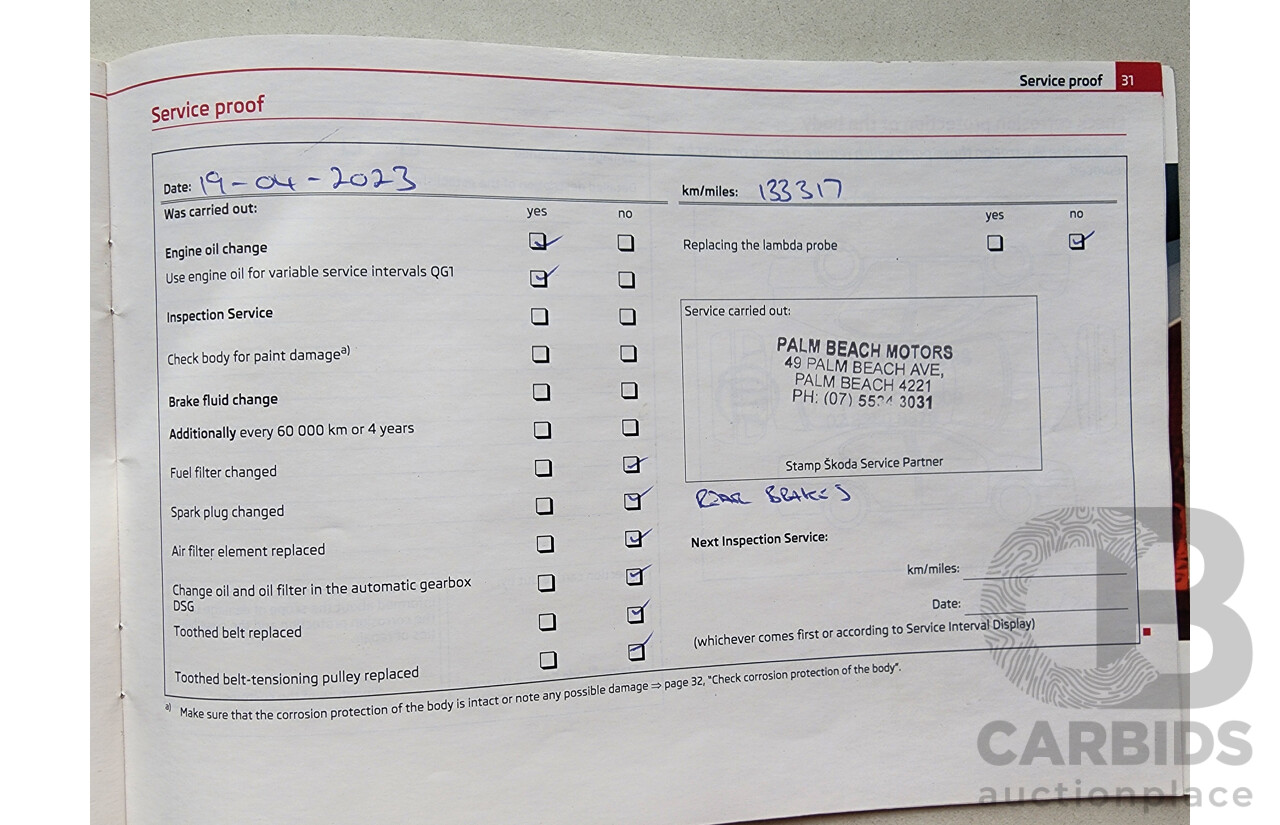 Service proof 31
Service proof
Date: 19-04-2023
km/miles: 133317
Was carried out:
yes no
yes no
Engine oil change
Replacing the lambda probe
Use engine oil for variable service intervals QG1
Inspection Service
Check body for paint damage a)
Brake fluid change
Additionally every 60 000 km or 4 years
Fuel filter changed
Spark plug changed
Air filter element replaced
Change oil and oil filter in the automatic gearbox
DSG
Toothed belt replaced
Toothed belt-tensioning pulley replaced
Service carried out:
PALM BEACH MOTORS
49 PALM BEACH AVE,
PALM BEACH 4221
PH: (07) 5534 3031
Stamp Škoda Service Partner
REAR BRAKES
Next Inspection Service:
km/miles:
Date:
(whichever comes first or according to Service Interval Display)
a) Make sure that the corrosion protection of the body is intact or note any possible damage ⇒ page 32, "Check corrosion protection of the body".
CARBIDS
auctionplace